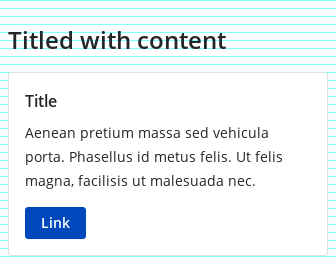 Titled with content
Title
Aenean pretium massa sed vehicula
porta. Phasellus id metus felis. Ut felis
magna, facilisis ut malesuada nec.
Link